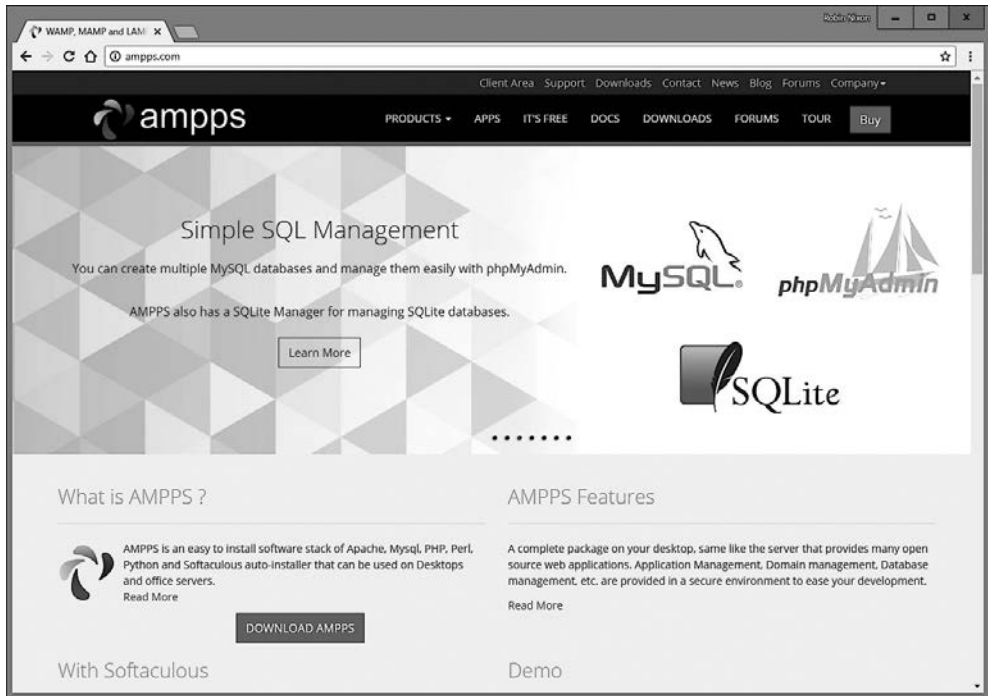 Robin Nixon
WAMP, MAMP and LAM
ampps.com
Client Area Support Downloads Contact News Blog Forums Company
ampps
PRODUCTS APPS IT'S FREE DOCS DOWNLOADS FORUMS TOUR Buy
Simple SQL Management
You can create multiple MySQL databases and manage them easily with phpMyAdmin.
AMPPS also has a SQLite Manager for managing SQLite databases.
Learn More
MySQL®
phpMyAdmin
SQLite
What is AMPPS ?
AMPPS is an easy to install software stack of Apache, Mysql, PHP, Perl,
Python and Softaculous auto-installer that can be used on Desktops
and office servers.
Read More
DOWNLOAD AMPPS
AMPPS Features
A complete package on your desktop, same like the server that provides many open
source web applications. Application Management, Domain management, Database
management, etc. are provided in a secure environment to ease your development.
Read More
With Softaculous
Demo